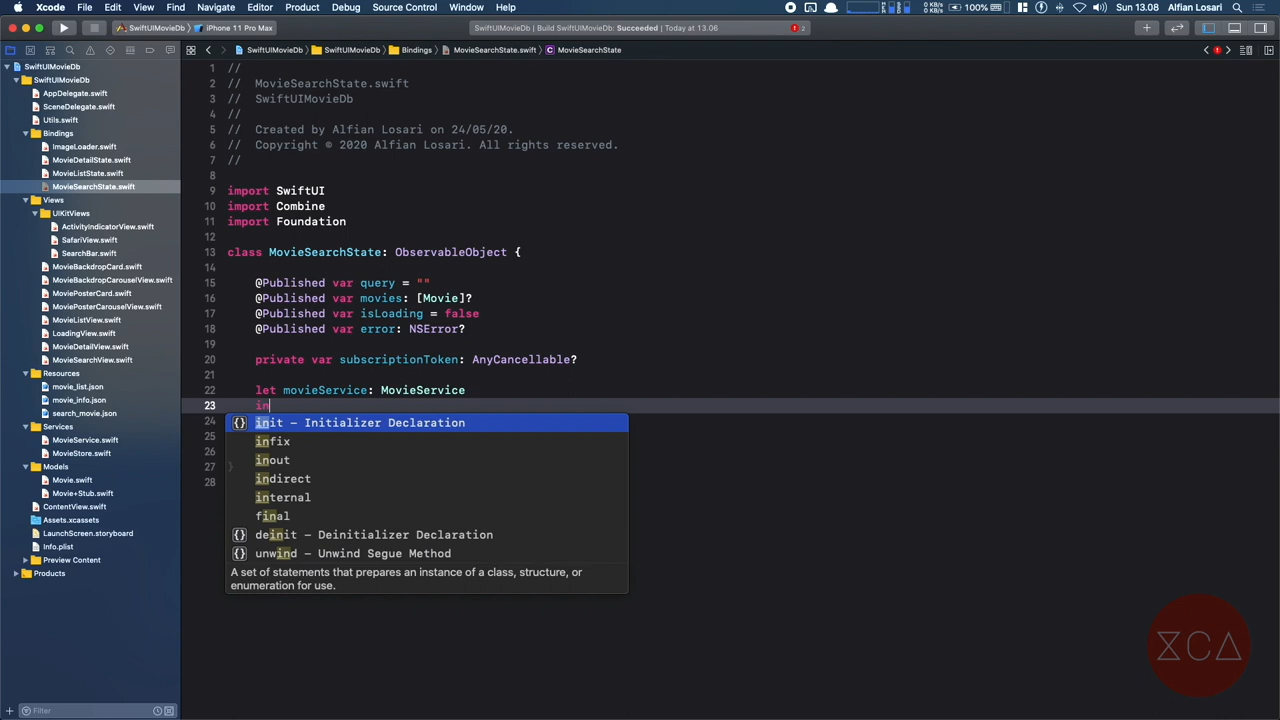 Xcode File Edit View Find Navigate Editor Product Debug Source Control Window Help 0 KB/s 0 KB/s 100% Sun 13.08 Alfian Losari
SwiftUIMovieDb iPhone 11 Pro Max SwiftUIMovieDb | Build SwiftUIMovieDb: Succeeded | Today at 13.06 2
SwiftUIMovieDb SwiftUIMovieDb Bindings MovieSearchState.swift MovieSearchState
SwiftUIMovieDb
SwiftUIMovieDb
AppDelegate.swift
SceneDelegate.swift
Utils.swift
Bindings
ImageLoader.swift
MovieDetailState.swift
MovieListState.swift
MovieSearchState.swift
Views
UIKitViews
ActivityIndicatorView.swift
SafariView.swift
SearchBar.swift
MovieBackdropCard.swift
MovieBackdropCarouselView.swift
MoviePosterCard.swift
MoviePosterCarouselView.swift
MovieListView.swift
LoadingView.swift
MovieDetailView.swift
MovieSearchView.swift
Resources
movie_list.json
movie_info.json
search_movie.json
Services
MovieService.swift
MovieStore.swift
Models
Movie.swift
Movie+Stub.swift
ContentView.swift
Assets.xcassets
LaunchScreen.storyboard
Info.plist
Preview Content
Products
Filter
1 //
2 // MovieSearchState.swift
3 // SwiftUIMovieDb
4 //
5 // Created by Alfian Losari on 24/05/20.
6 // Copyright © 2020 Alfian Losari. All rights reserved.
7 //
8
9 import SwiftUI
10 import Combine
11 import Foundation
12
13 class MovieSearchState: ObservableObject {
14
15 @Published var query = ""
16 @Published var movies: [Movie]?
17 @Published var isLoading = false
18 @Published var error: NSError?
19
20 private var subscriptionToken: AnyCancellable?
21
22 let movieService: MovieService
23 in
24 {} init — Initializer Declaration
25 infix
26 inout
27 } indirect
28 internal
final
{} deinit — Deinitializer Declaration
{} unwind — Unwind Segue Method
A set of statements that prepares an instance of a class, structure, or
enumeration for use.
XCA